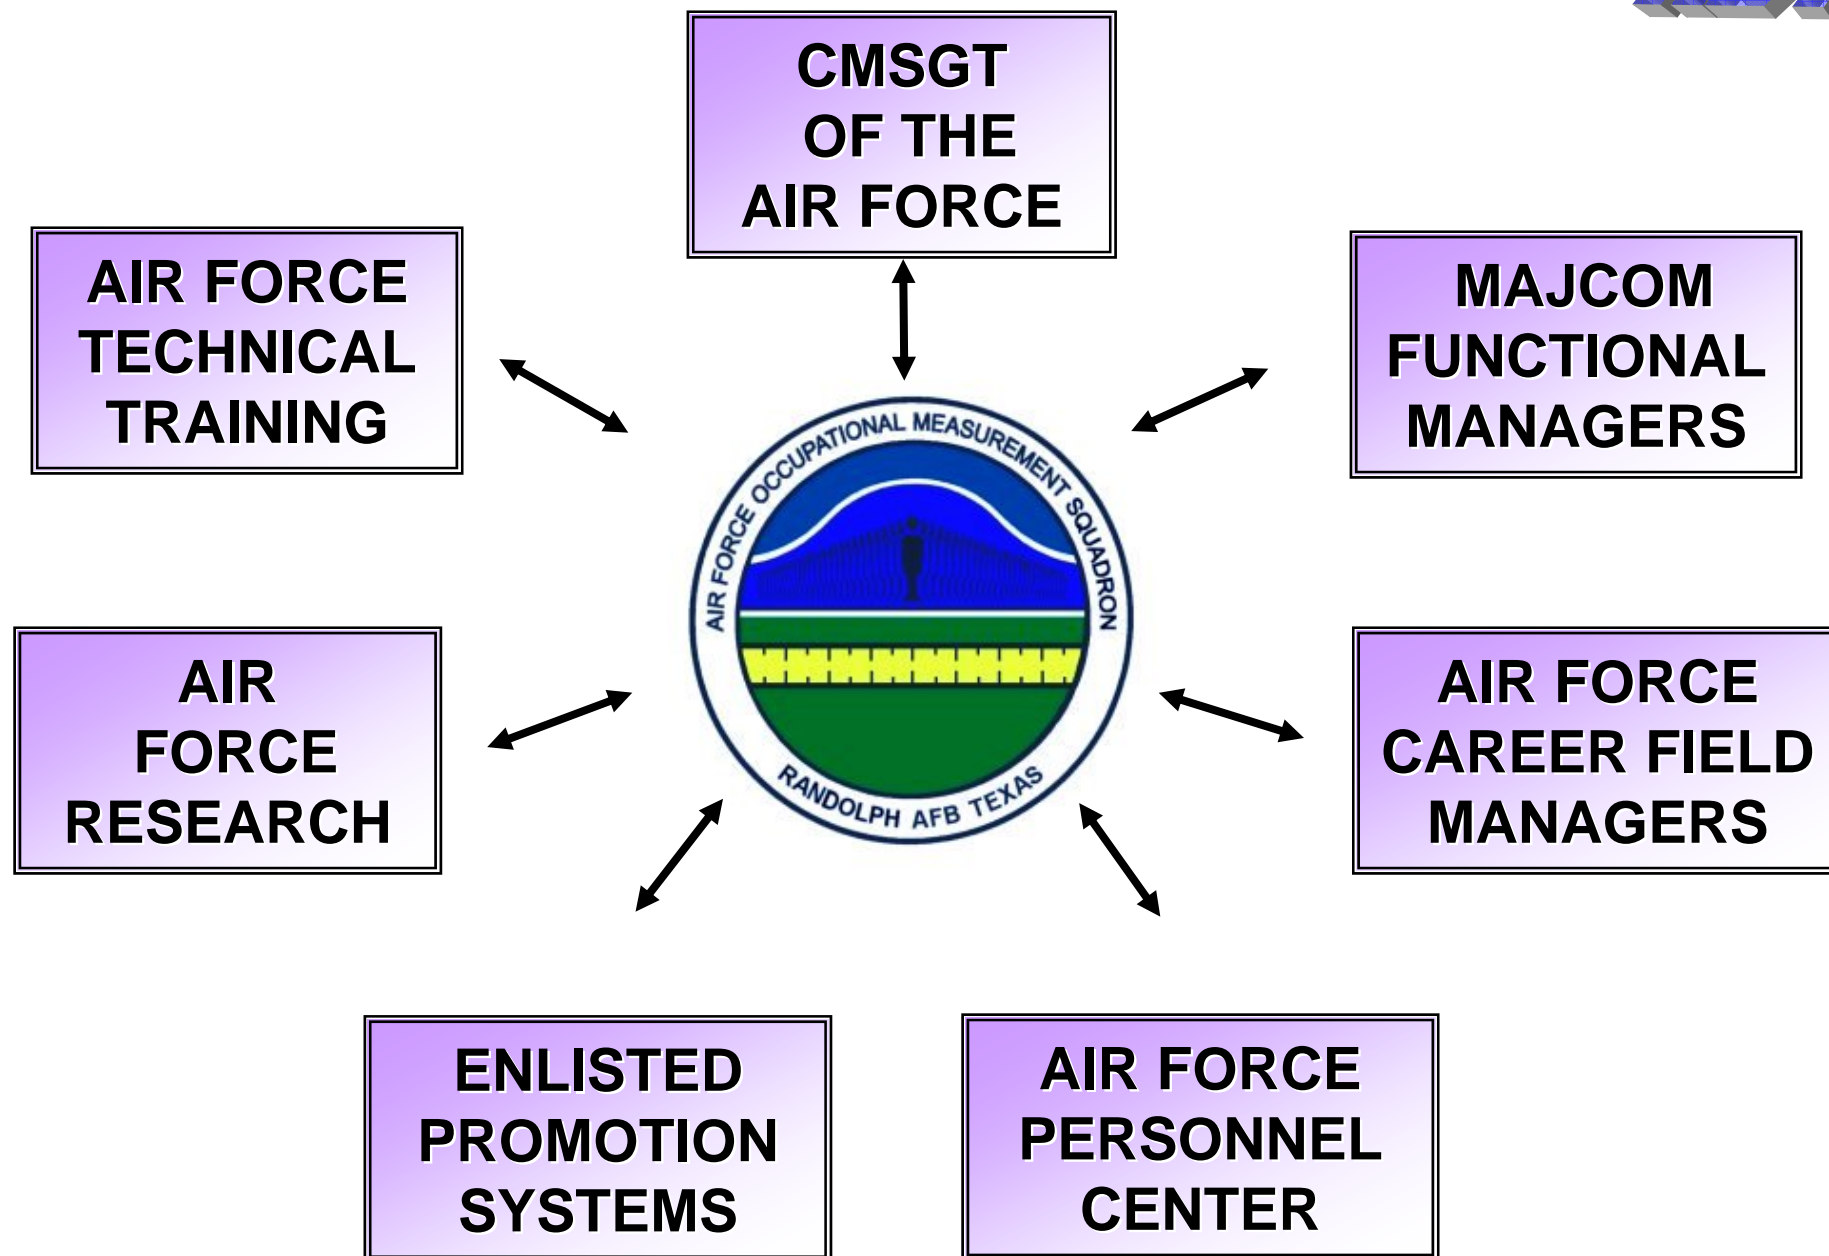 CMSGT
OF THE
AIR FORCE
AIR FORCE
TECHNICAL
TRAINING
MAJCOM
FUNCTIONAL
MANAGERS
AIR FORCE OCCUPATIONAL MEASUREMENT SQUADRON
RANDOLPH AFB TEXAS
AIR
FORCE
RESEARCH
AIR FORCE
CAREER FIELD
MANAGERS
ENLISTED
PROMOTION
SYSTEMS
AIR FORCE
PERSONNEL
CENTER